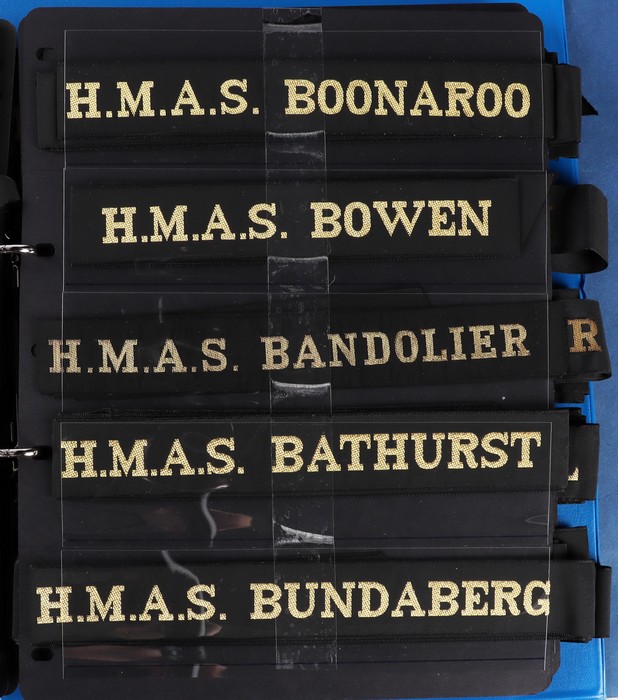 H.M.A.S. BOONAROO
H.M.A.S. BOWEN
H.M.A.S. BANDOLIER R
H.M.A.S. BATHURST
H.M.A.S. BUNDABERG